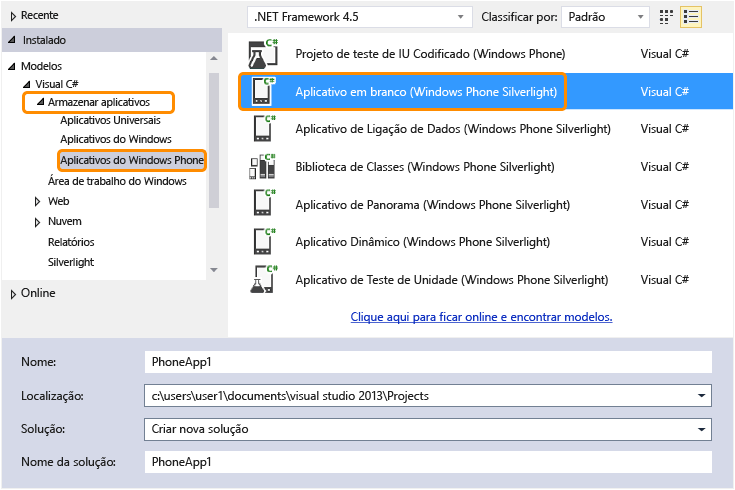 Recente
.NET Framework 4.5
Classificar por:
Padrão
Instalado
Modelos
Visual C#
Armazenar aplicativos
Aplicativos Universais
Aplicativos do Windows
Aplicativos do Windows Phone
Área de trabalho do Windows
Web
Nuvem
Relatórios
Silverlight
Online
C# Projeto de teste de IU Codificado (Windows Phone) Visual C#
C# Aplicativo em branco (Windows Phone Silverlight) Visual C#
C# Aplicativo de Ligação de Dados (Windows Phone Silverlight) Visual C#
C# Biblioteca de Classes (Windows Phone Silverlight) Visual C#
C# Aplicativo de Panorama (Windows Phone Silverlight) Visual C#
C# Aplicativo Dinâmico (Windows Phone Silverlight) Visual C#
C# Aplicativo de Teste de Unidade (Windows Phone Silverlight) Visual C#
Clique aqui para ficar online e encontrar modelos.
Nome: PhoneApp1
Localização: c:\users\user1\documents\visual studio 2013\Projects
Solução: Criar nova solução
Nome da solução: PhoneApp1